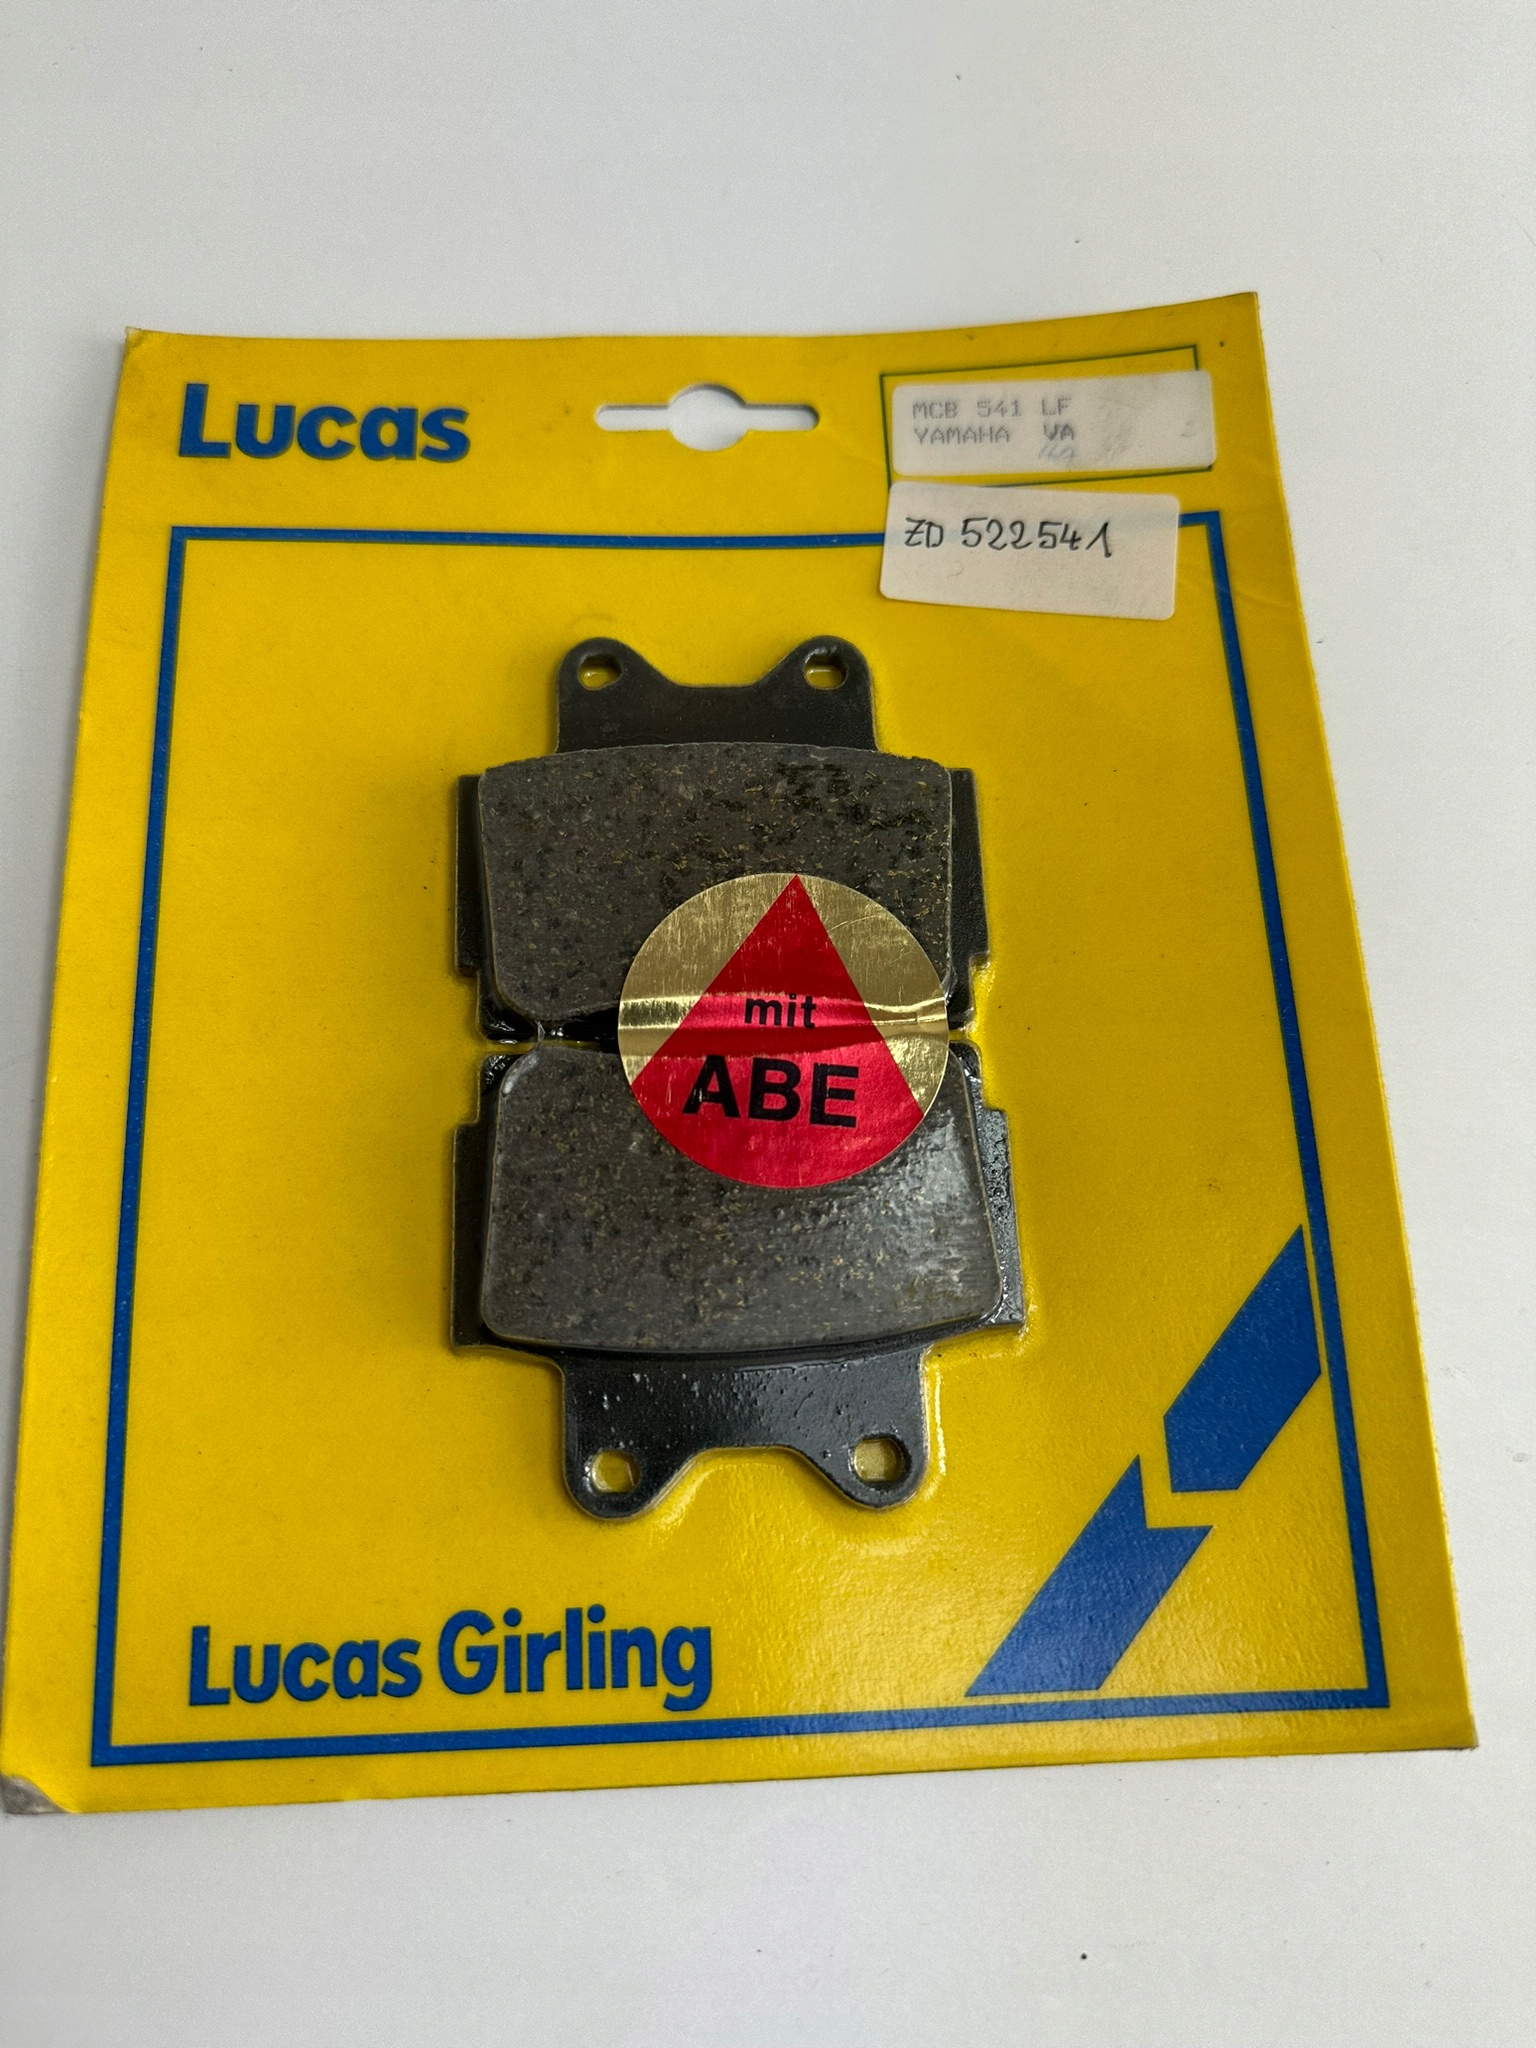 Lucas
MCB 541 LF
YAMAHA VA
ZD 522541
mit
ABE
Lucas Girling